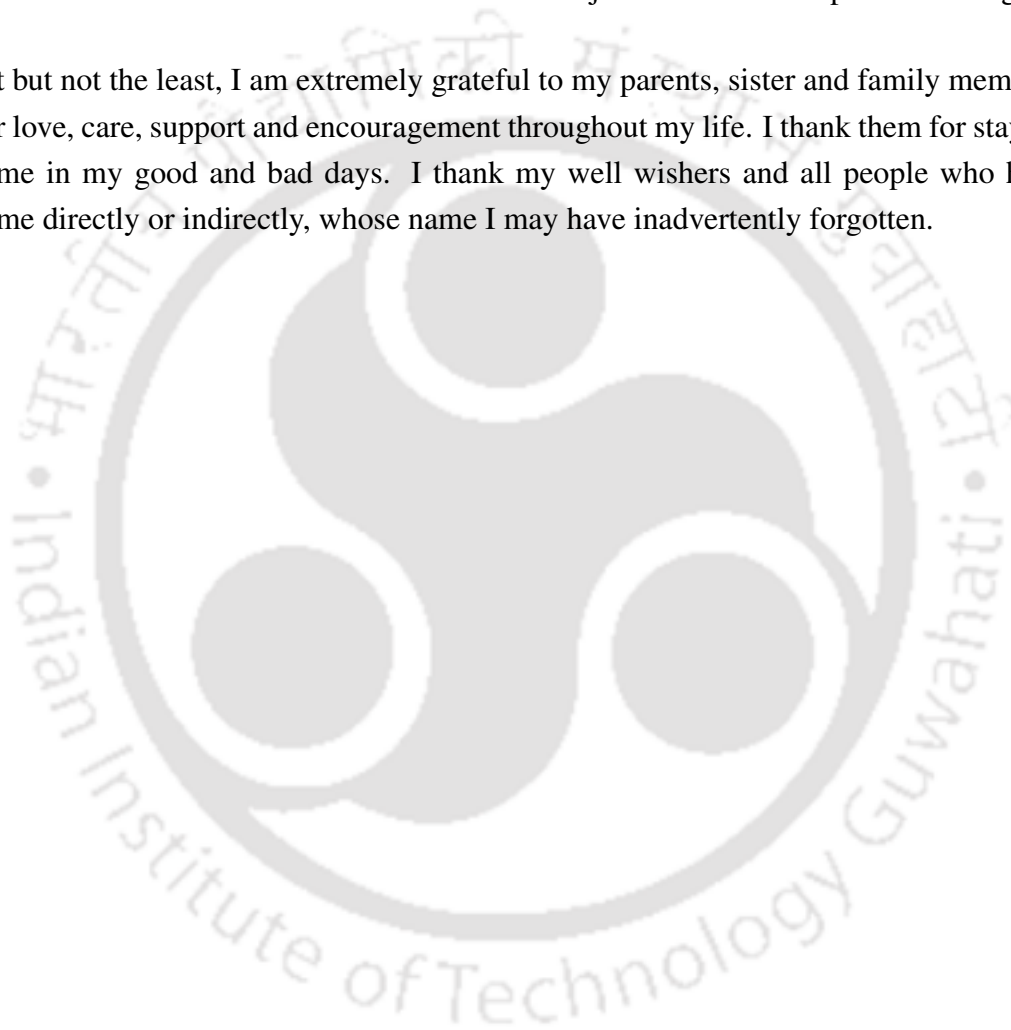 t but not the least, I am extremely grateful to my parents, sister and family mem
r love, care, support and encouragement throughout my life. I thank them for stay
me in my good and bad days. I thank my well wishers and all people who
me directly or indirectly, whose name I may have inadvertently forgotten.
भारतीय प्रौद्योगिकी संस्थान गुवाहाटी
• Indian Institute of Technology Guwahati •